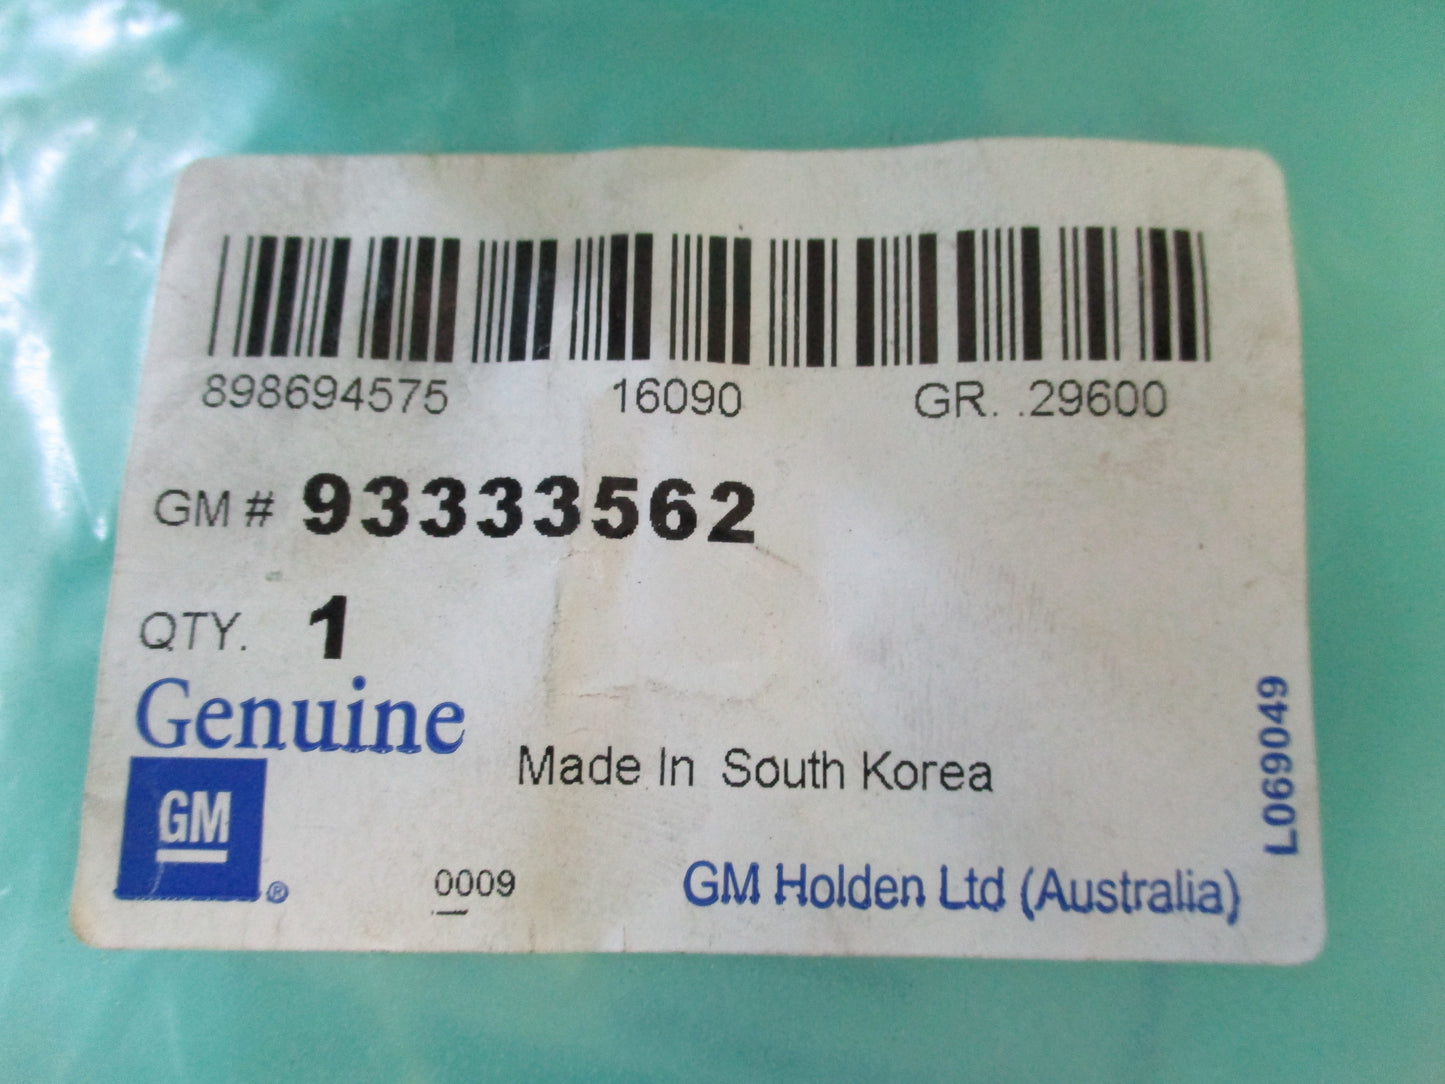 898694575 16090 GR. .29600
GM # 93333562
QTY. 1
Genuine
Made In South Korea
GM
®
0009
GM Holden Ltd (Australia)
L069049